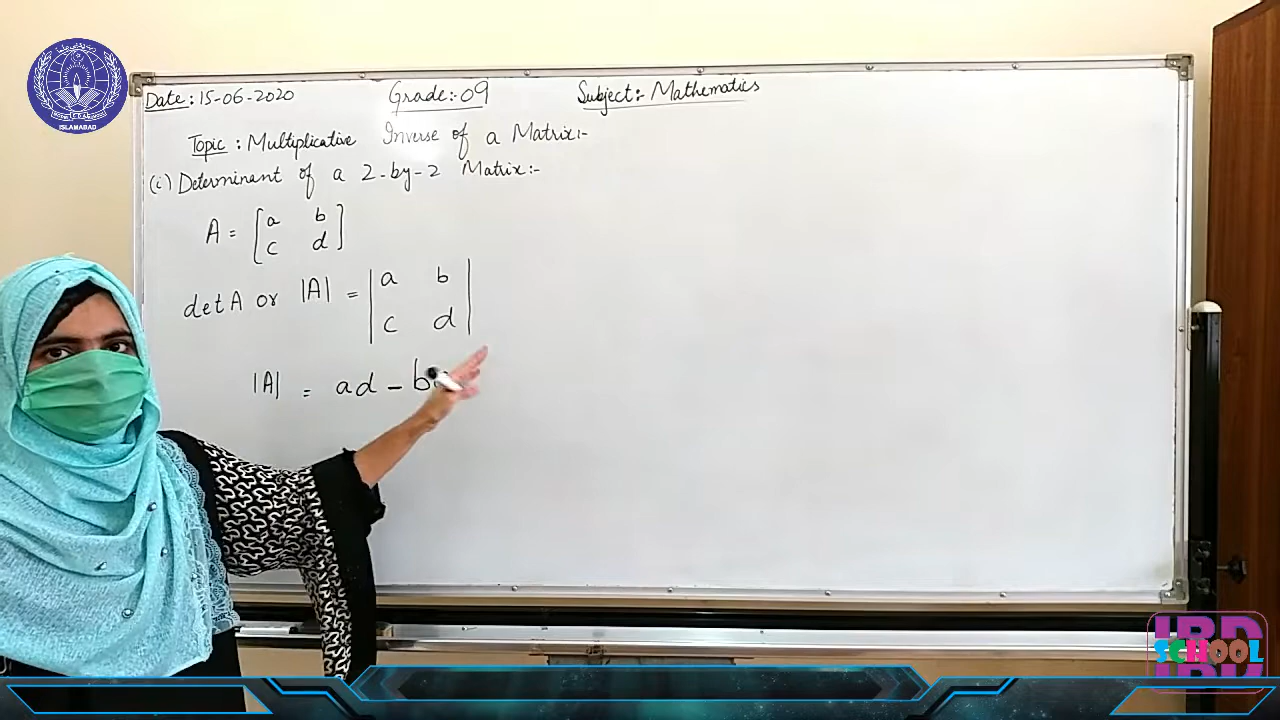 Date: 15-06-2020 Grade:- 09 Subject:- Mathematics
Topic: Multiplicative Inverse of a Matrix:-
(i) Determinant of a 2-by-2 Matrix:-
A = [ a b
c d ]
det A or |A| = | a b
c d |
|A| = ad - b
ISLAMABAD
SCHOOL